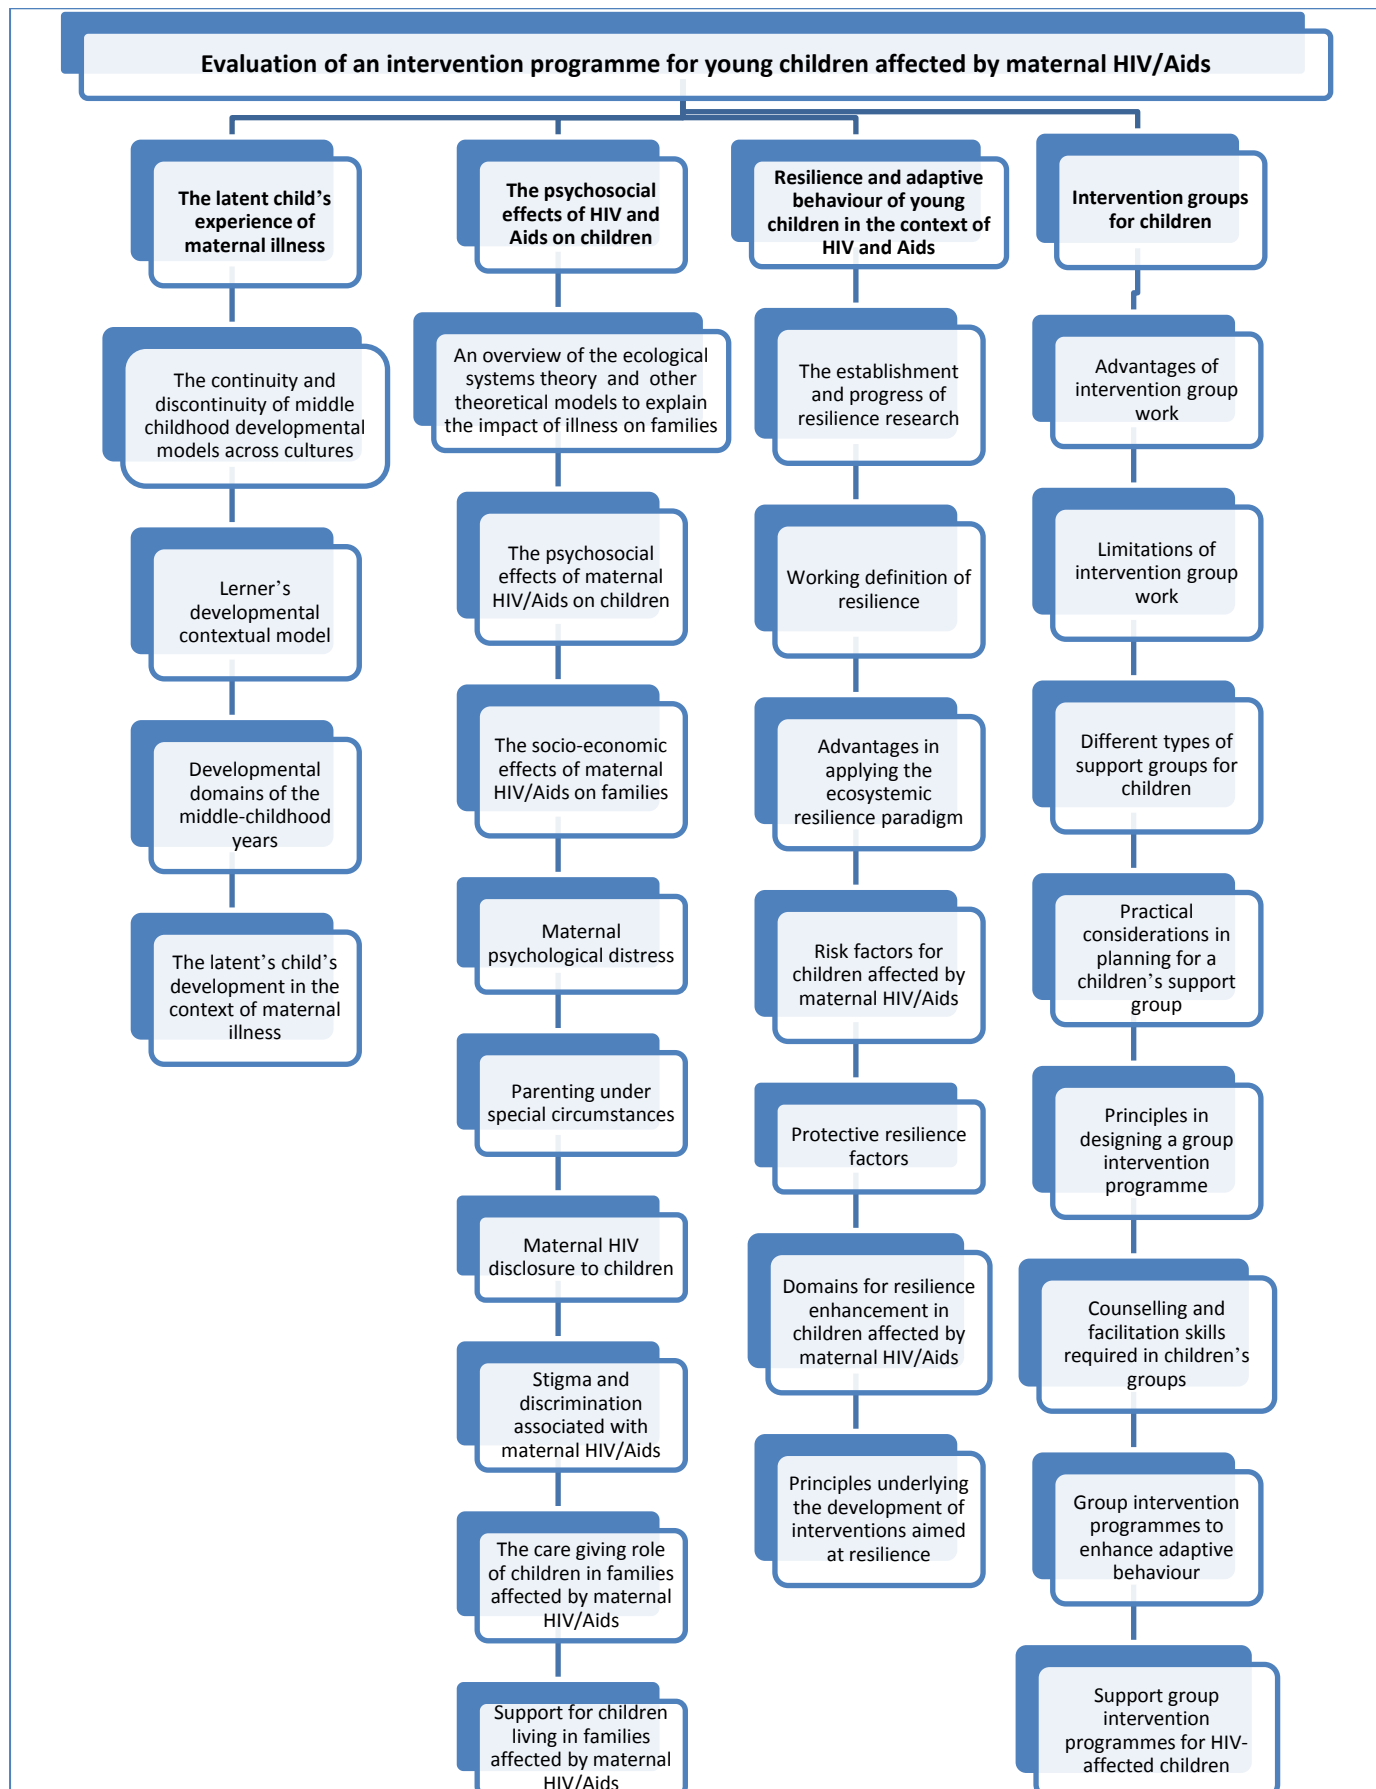 Evaluation of an intervention programme for young children affected by maternal HIV/Aids
The latent child’s
experience of
maternal illness
The continuity and
discontinuity of middle
childhood developmental
models across cultures
Lerner’s
developmental
contextual model
Developmental
domains of the
middle-childhood
years
The latent’s child’s
development in the
context of maternal
illness
The psychosocial
effects of HIV and
Aids on children
An overview of the ecological
systems theory and other
theoretical models to explain
the impact of illness on families
The psychosocial
effects of maternal
HIV/Aids on children
The socio-economic
effects of maternal
HIV/Aids on families
Maternal
psychological distress
Parenting under
special circumstances
Maternal HIV
disclosure to children
Stigma and
discrimination
associated with
maternal HIV/Aids
The care giving role
of children in families
affected by maternal
HIV/Aids
Support for children
living in families
affected by maternal
HIV/Aids
Resilience and adaptive
behaviour of young
children in the context of
HIV and Aids
The establishment
and progress of
resilience research
Working definition of
resilience
Advantages in
applying the
ecosystemic
resilience paradigm
Risk factors for
children affected by
maternal HIV/Aids
Protective resilience
factors
Domains for resilience
enhancement in
children affected by
maternal HIV/Aids
Principles underlying
the development of
interventions aimed
at resilience
Intervention groups
for children
Advantages of
intervention group
work
Limitations of
intervention group
work
Different types of
support groups for
children
Practical
considerations in
planning for a
children’s support
group
Principles in
designing a group
intervention
programme
Counselling and
facilitation skills
required in children’s
groups
Group intervention
programmes to
enhance adaptive
behaviour
Support group
intervention
programmes for HIV-
affected children